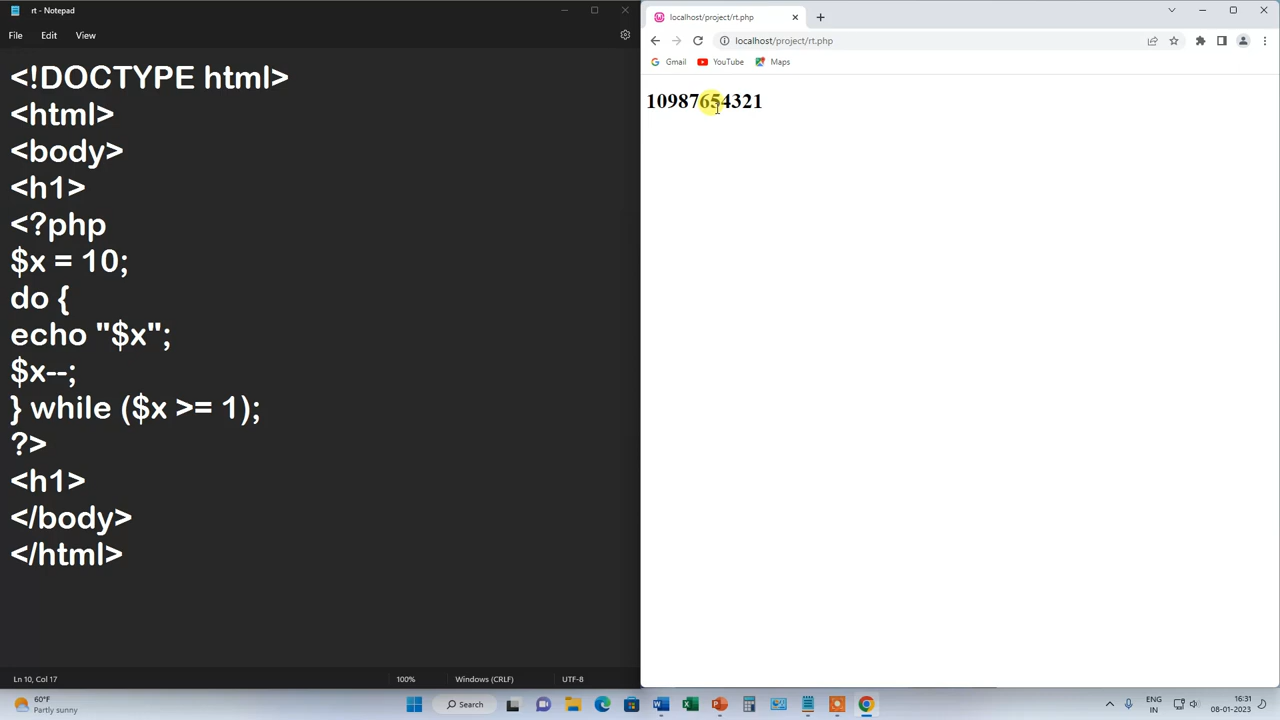 rt - Notepad
File Edit View
<!DOCTYPE html>
<html>
<body>
<h1>
<?php
$x = 10;
do {
echo "$x";
$x--;
} while ($x >= 1);
?>
<h1>
</body>
</html>
Ln 10, Col 17
100%
Windows (CRLF)
UTF-8
localhost/project/rt.php
localhost/project/rt.php
Gmail YouTube Maps
10987654321
60°F
Partly sunny
Search
ENG
IN
16:31
08-01-2023